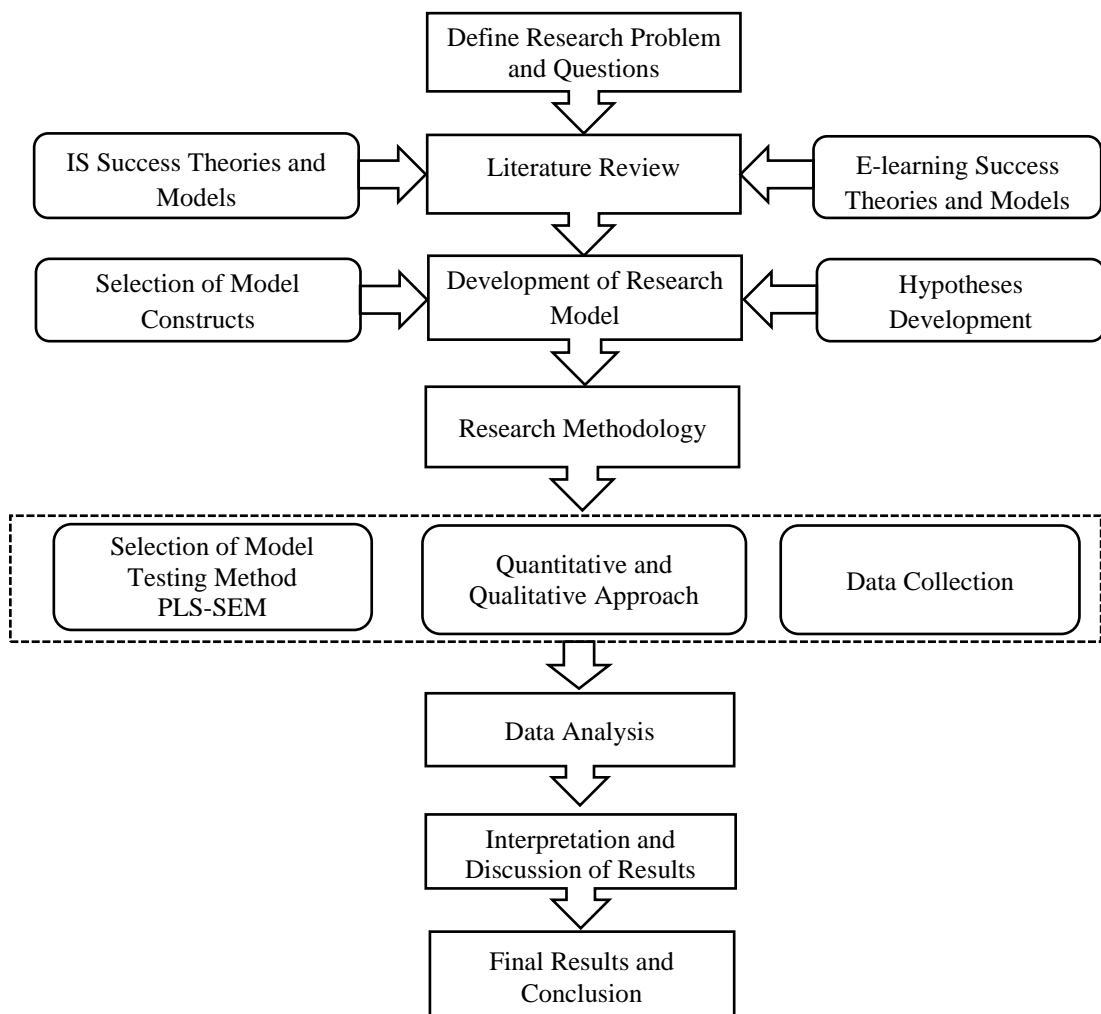 Define Research Problem
and Questions
IS Success Theories and
Models
Literature Review
E-learning Success
Theories and Models
Selection of Model
Constructs
Development of Research
Model
Hypotheses
Development
Research Methodology
Selection of Model
Testing Method
PLS-SEM
Quantitative and
Qualitative Approach
Data Collection
Data Analysis
Interpretation and
Discussion of Results
Final Results and
Conclusion